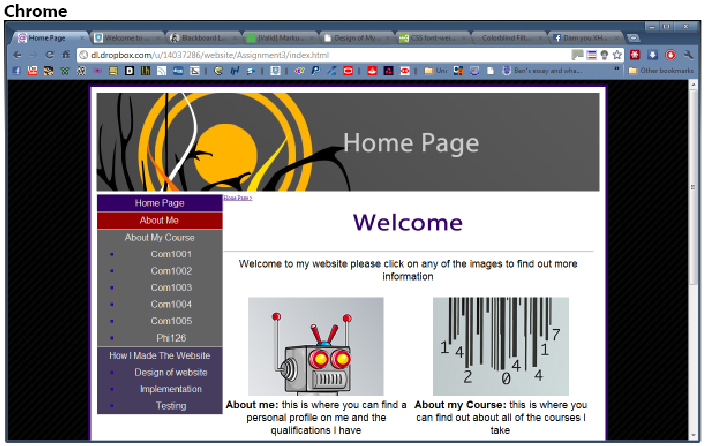 Chrome
Home Page
Welcome to ...
Blackboard L...
[Valid] Marku...
Design of My ...
CSS font-wei...
Colorblind Filt...
dl.dropbox.com/u/14037286/website/Assignment3/index.html
Uni
Ben's essay and wha...
Other bookmarks
Home Page
Home Page
About Me
About My Course
Com1001
Com1002
Com1003
Com1004
Com1005
Phi126
How I Made The Website
Design of website
Implementation
Testing
Home Page >
Welcome
Welcome to my website please click on any of the images to find out more
information
1 4 2 0 4 4 1 7
About me: this is where you can find a
personal profile on me and the
qualifications I have
About my Course: this is where you
can find out about all of the courses I
take